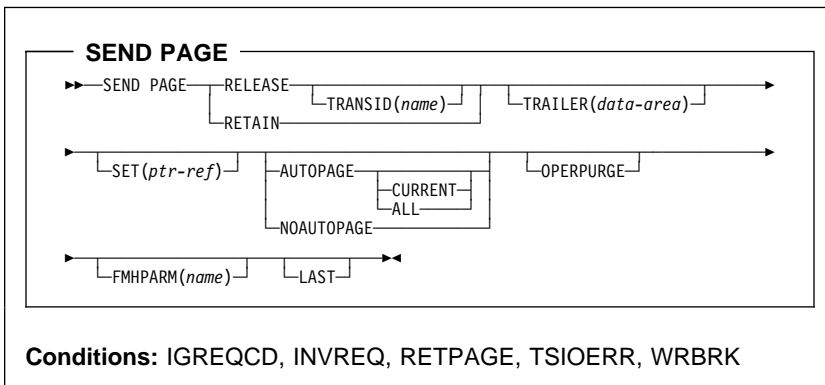 SEND PAGE
SEND PAGE RELEASE
TRANSID(name) TRAILER(data-area)
RETAIN
SET(ptr-ref) AUTOPAGE OPERPURGE
CURRENT
ALL
NOAUTOPAGE
FMHPARM(name) LAST
Conditions: IGREQCD, INVREQ, RETPAGE, TSIOERR, WRBRK